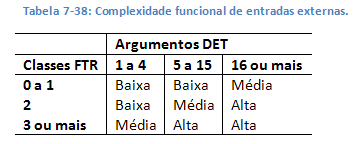 Tabela 7-38: Complexidade funcional de entradas externas.
Argumentos DET
Classes FTR 1 a 4 5 a 15 16 ou mais
0 a 1 Baixa Baixa Média
2 Baixa Média Alta
3 ou mais Média Alta Alta